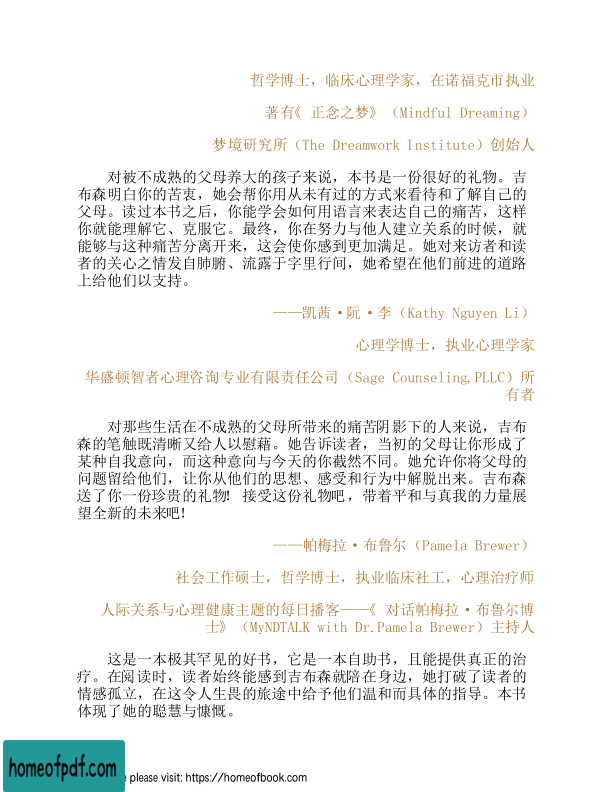 哲学博士，临床心理学家，在诺福克市执业
著有《 正念之梦》（Mindful Dreaming）
梦境研究所（The Dreamwork Institute）创始人
对被不成熟的父母养大的孩子来说，本书是一份很好的礼物。吉
布森明白你的苦衷，她会帮你用从未有过的方式来看待和了解自己的
父母。读过本书之后，你能学会如何用语言来表达自己的痛苦，这样
你就能理解它、克服它。最终，你在努力与他人建立关系的时候，就
能够与这种痛苦分离开来，这会使你感到更加满足。她对来访者和读
者的关心之情发自肺腑、流露于字里行间，她希望在他们前进的道路
上给他们以支持。
——凯茜·阮·李（Kathy Nguyen Li）
心理学博士，执业心理学家
华盛顿智者心理咨询专业有限责任公司（Sage Counseling,PLLC）所
有者
对那些生活在不成熟的父母所带来的痛苦阴影下的人来说，吉布
森的笔触既清晰又给人以慰藉。她告诉读者，当初的父母让你形成了
某种自我意向，而这种意向与今天的你截然不同。她允许你将父母的
问题留给他们，让你从他们的思想、感受和行为中解脱出来。吉布森
送了你一份珍贵的礼物！接受这份礼物吧，带着平和与真我的力量展
望全新的未来吧！
——帕梅拉·布鲁尔（Pamela Brewer）
社会工作硕士，哲学博士，执业临床社工，心理治疗师
人际关系与心理健康主题的每日播客——《 对话帕梅拉·布鲁尔博
士》（MyNDTALK with Dr.Pamela Brewer）主持人
这是一本极其罕见的好书，它是一本自助书，且能提供真正的治
疗。在阅读时，读者始终能感到吉布森就陪在身边，她打破了读者的
情感孤立，在这令人生畏的旅途中给予他们温和而具体的指导。本书
体现了她的聪慧与慷慨。
homeofpdf.com
please visit: https://homeofbook.com